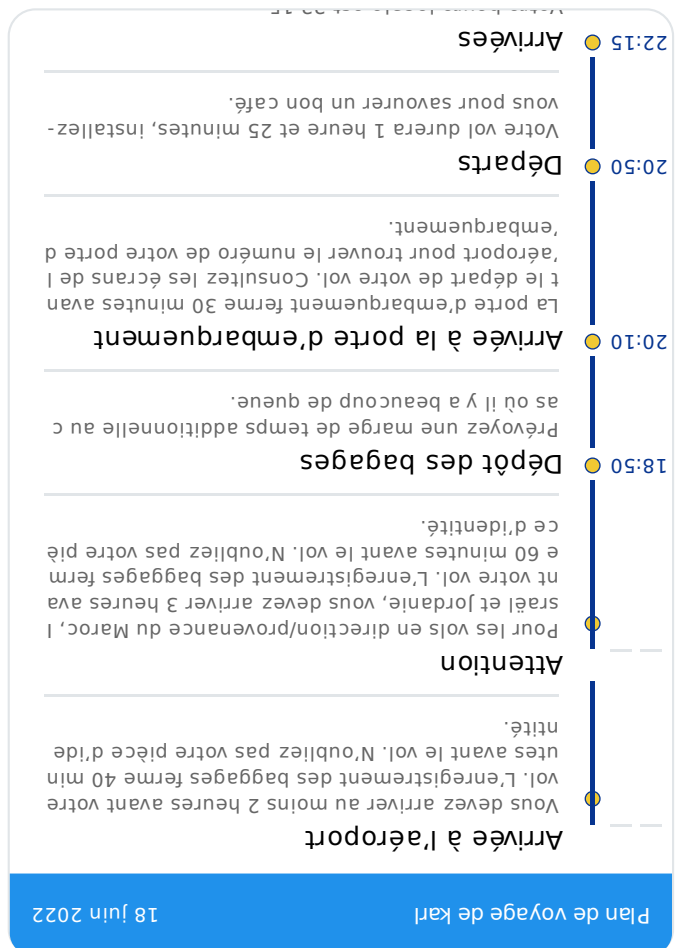 Plan de voyage de karl
18 juin 2022
Arrivée à l’aéroport
Vous devez arriver au moins 2 heures avant votre
vol. L’enregistrement des baggages ferme 40 min
utes avant le vol. N’oubliez pas votre pièce d’ide
ntité.
Attention
Pour les vols en direction/provenance du Maroc, I
sraël et Jordanie, vous devez arriver 3 heures ava
nt votre vol. L’enregistrement des baggages ferm
e 60 minutes avant le vol. N’oubliez pas votre piè
ce d’identité.
18:50
Dépôt des bagages
Prévoyez une marge de temps additionnelle au c
as où il y a beaucoup de queue.
20:10
Arrivée à la porte d’embarquement
La porte d’embarquement ferme 30 minutes avan
t le départ de votre vol. Consultez les écrans de l
’aéroport pour trouver le numéro de votre porte d
’embarquement.
20:50
Départs
Votre vol durera 1 heure et 25 minutes, installez-
vous pour savourer un bon café.
22:15
Arrivées